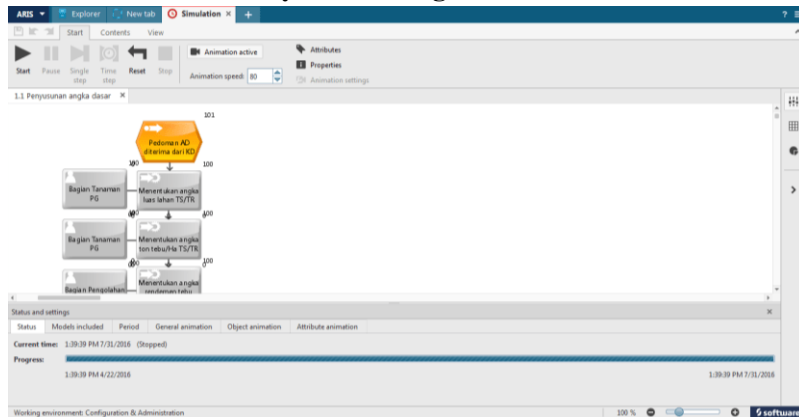 ARIS Explorer New tab Simulation × +
Start Contents View
Start Pause Single step Time step Reset Stop
Animation active
Animation speed: 80
Attributes
Properties
Animation settings
1.1 Penyusunan angka dasar ×
101
Pedoman AD
diterima dari KD
100
Bagian Tanaman
PG
Menentukan angka
luas lahan TS/TR
Bagian Tanaman
PG
Menentukan angka
ton tebu/Ha TS/TR
Bagian Pengolahan
Menentukan angka
rendemen tebu
Status and settings ×
Status Models included Period General animation Object animation Attribute animation
Current time: 1:39:39 PM 7/31/2016 (Stopped)
Progress:
1:39:39 PM 4/22/2016 1:39:39 PM 7/31/2016
Working environment: Configuration & Administration 100 % software